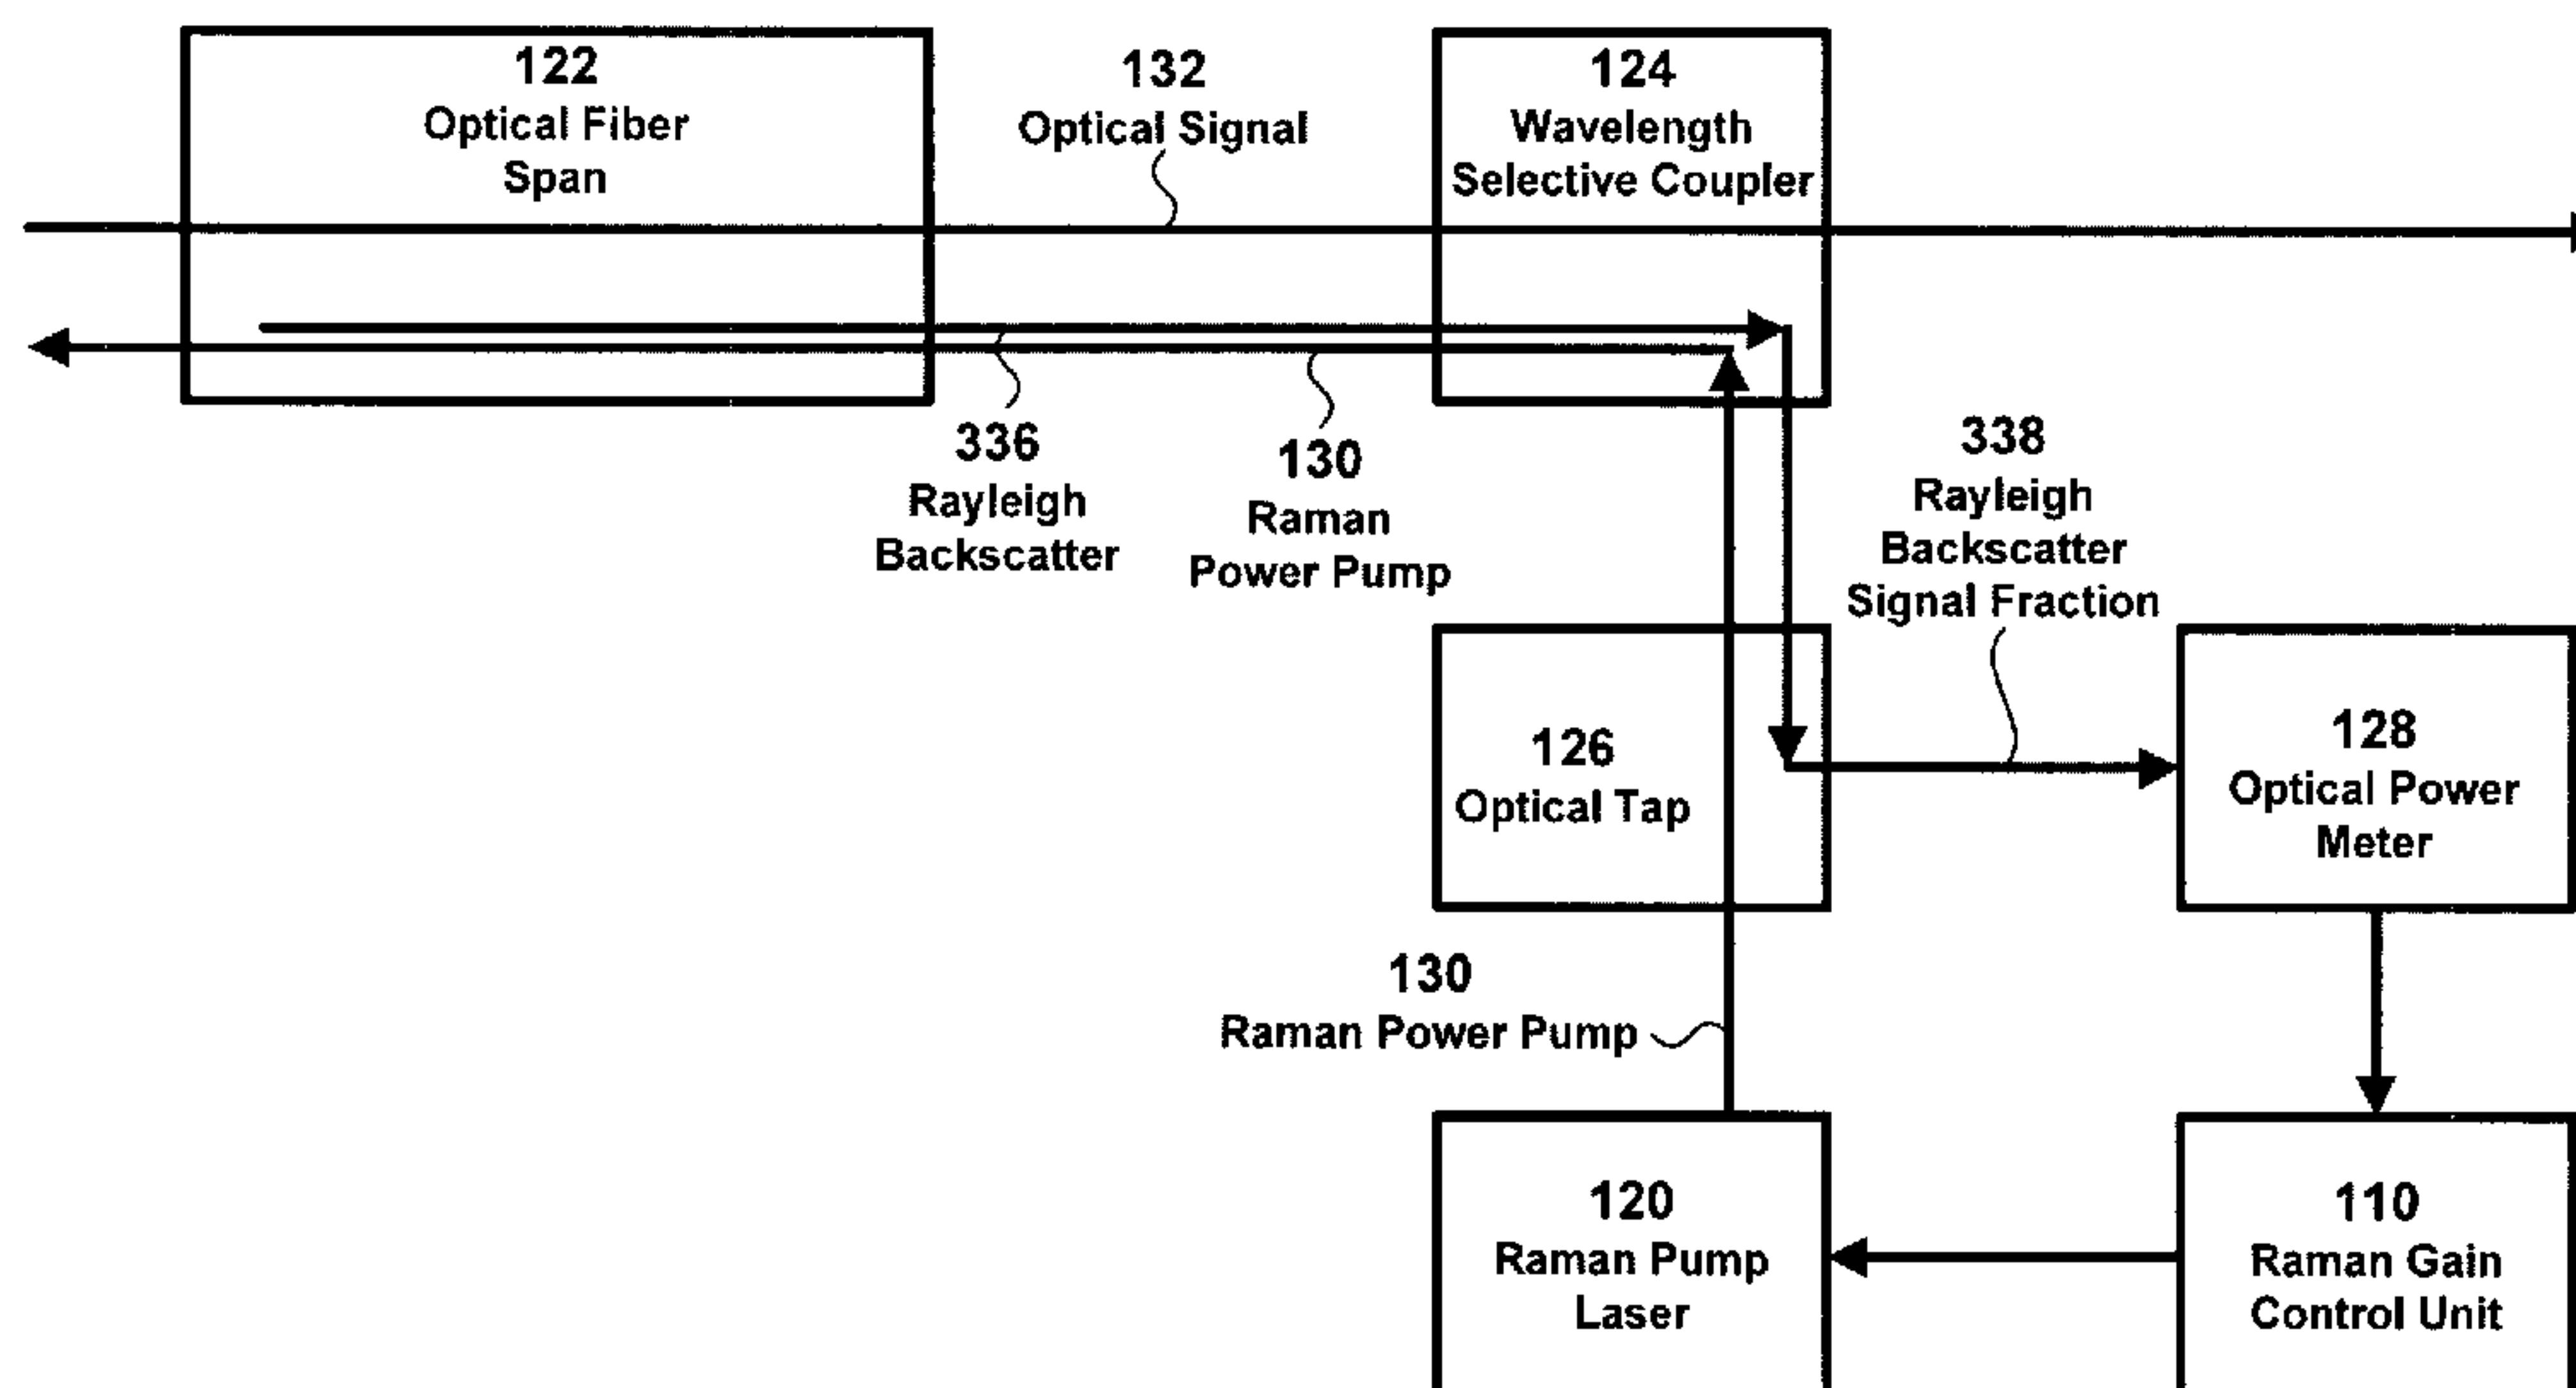 122
Optical Fiber
Span
132
Optical Signal
124
Wavelength
Selective Coupler
336
Rayleigh
Backscatter
130
Raman
Power Pump
338
Rayleigh
Backscatter
Signal Fraction
126
Optical Tap
128
Optical Power
Meter
130
Raman Power Pump
120
Raman Pump
Laser
110
Raman Gain
Control Unit